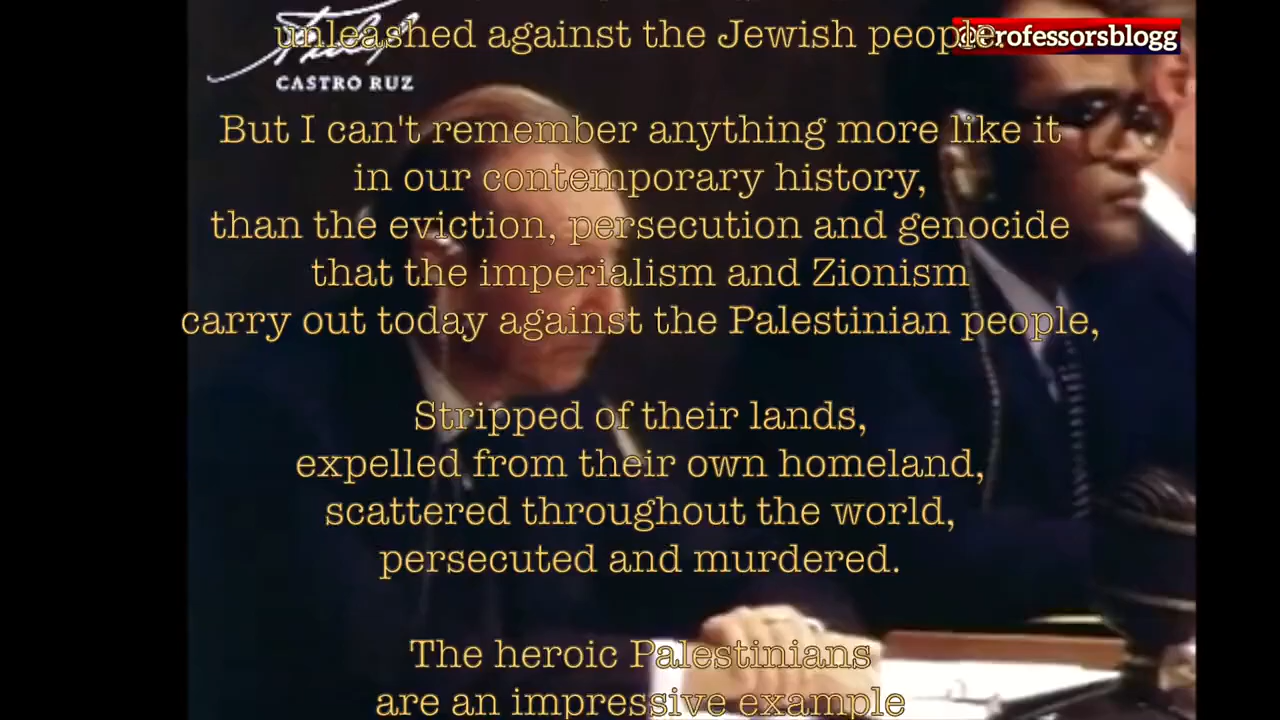 unleashed against the Jewish people.
@Professorsblogg
CASTRO RUZ
But I can't remember anything more like it
in our contemporary history,
than the eviction, persecution and genocide
that the imperialism and Zionism
carry out today against the Palestinian people,
Stripped of their lands,
expelled from their own homeland,
scattered throughout the world,
persecuted and murdered.
The heroic Palestinians
are an impressive example